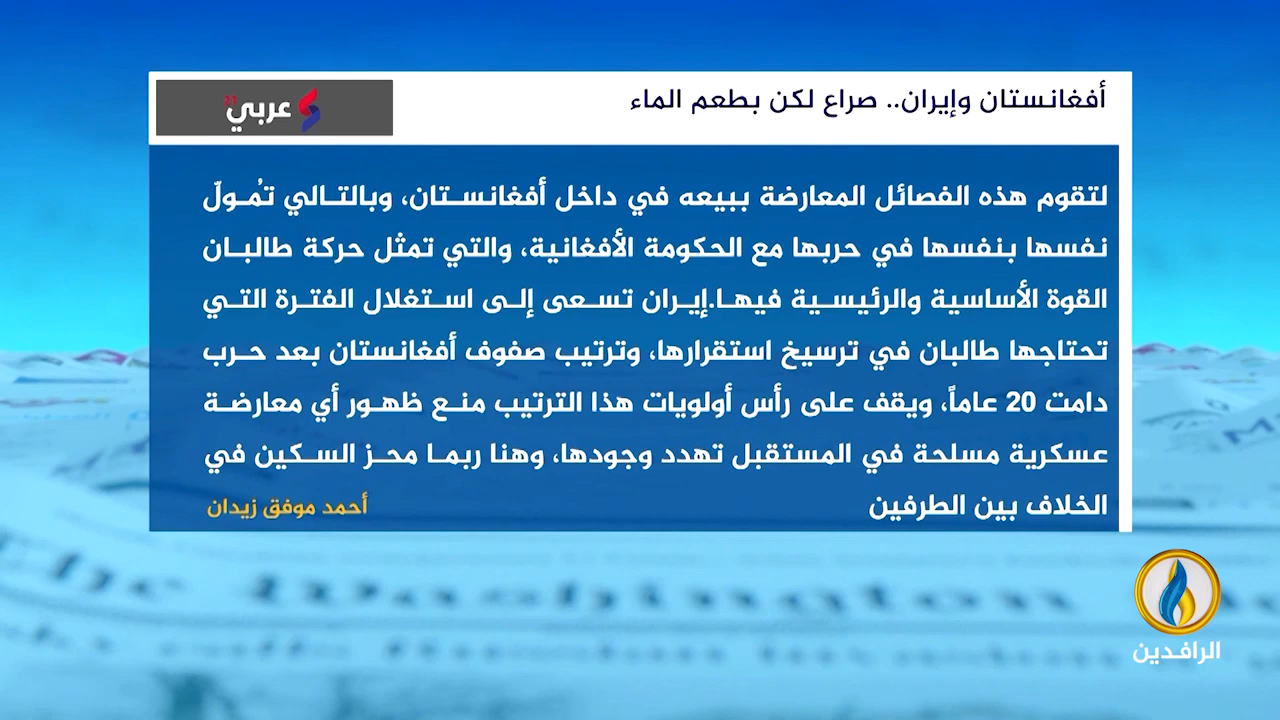 أفغانستان وإيران.. صراع لكن بطعم الماء
عربي21
لتقوم هذه الفصائل المعارضة ببيعه في داخل أفغانستان، وبالتالي تُمولّ
نفسها بنفسها في حربها مع الحكومة الأفغانية، والتي تمثل حركة طالبان
القوة الأساسية والرئيسية فيها.إيران تسعى إلى استغلال الفترة التي
تحتاجها طالبان في ترسيخ استقرارها، وترتيب صفوف أفغانستان بعد حرب
دامت 20 عاماً، ويقف على رأس أولويات هذا الترتيب منع ظهور أي معارضة
عسكرية مسلحة في المستقبل تهدد وجودها، وهنا ربما محز السكين في
الخلاف بين الطرفين
أحمد موفق زيدان
الرافدين